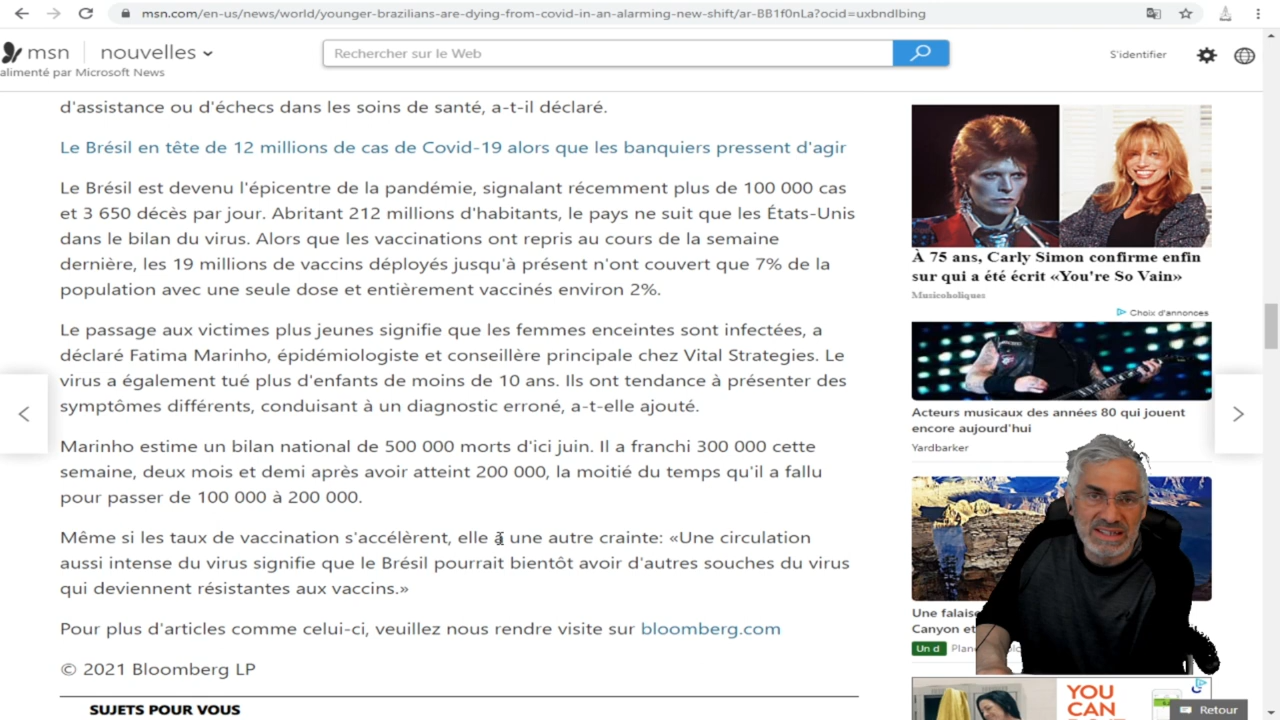 msn.com/en-us/news/world/younger-brazilians-are-dying-from-covid-in-an-alarming-new-shift/ar-BB1f0nLa?ocid=uxbndlbing
msn
nouvelles
Rechercher sur le Web
S'identifier
alimenté par Microsoft News
d'assistance ou d'échecs dans les soins de santé, a-t-il déclaré.
Le Brésil en tête de 12 millions de cas de Covid-19 alors que les banquiers pressent d'agir
Le Brésil est devenu l'épicentre de la pandémie, signalant récemment plus de 100 000 cas
et 3 650 décès par jour. Abritant 212 millions d'habitants, le pays ne suit que les États-Unis
dans le bilan du virus. Alors que les vaccinations ont repris au cours de la semaine
dernière, les 19 millions de vaccins déployés jusqu'à présent n'ont couvert que 7% de la
population avec une seule dose et entièrement vaccinés environ 2%.
Le passage aux victimes plus jeunes signifie que les femmes enceintes sont infectées, a
déclaré Fatima Marinho, épidémiologiste et conseillère principale chez Vital Strategies. Le
virus a également tué plus d'enfants de moins de 10 ans. Ils ont tendance à présenter des
symptômes différents, conduisant à un diagnostic erroné, a-t-elle ajouté.
Marinho estime un bilan national de 500 000 morts d'ici juin. Il a franchi 300 000 cette
semaine, deux mois et demi après avoir atteint 200 000, la moitié du temps qu'il a fallu
pour passer de 100 000 à 200 000.
Même si les taux de vaccination s'accélèrent, elle a une autre crainte: «Une circulation
aussi intense du virus signifie que le Brésil pourrait bientôt avoir d'autres souches du virus
qui deviennent résistantes aux vaccins.»
Pour plus d'articles comme celui-ci, veuillez nous rendre visite sur bloomberg.com
© 2021 Bloomberg LP
SUJETS POUR VOUS
À 75 ans, Carly Simon confirme enfin
sur qui a été écrit «You're So Vain»
Musicoholiques
Choix d'annonces
Acteurs musicaux des années 80 qui jouent
encore aujourd'hui
Yardbarker
Une falaise
Canyon et
Un d
YOU
CAN
Retour